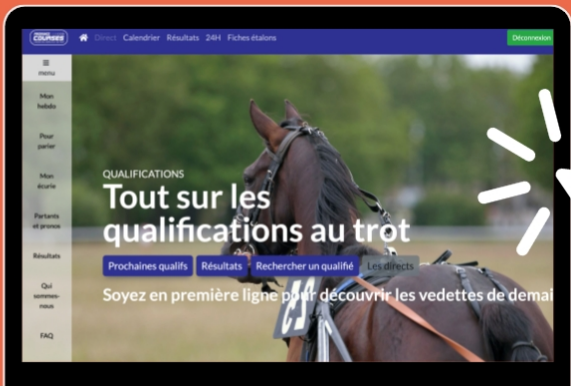 COURSES
Direct Calendrier Résultats 24H Fiches étalons
Déconnexion
menu
Mon
hebdo
Pour
parier
Mon
écurie
Partants
et pronos
Résultats
Qui
sommes-
nous
FAQ
QUALIFICATIONS
Tout sur les
qualifications au trot
Prochaines qualifs Résultats Rechercher un qualifié Les directs
Soyez en première ligne pour découvrir les vedettes de demai